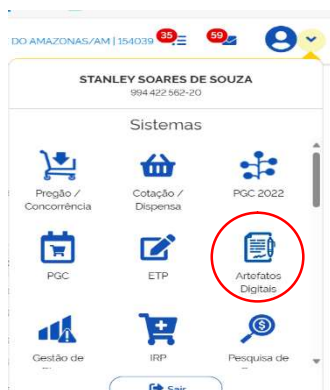 DO AMAZONAS/AM | 154039 35 59
STANLEY SOARES DE SOUZA
994.422.562-20
Sistemas
Pregão / Concorrência
Cotação / Dispensa
PGC 2022
PGC
ETP
Artefatos Digitais
Gestão de
IRP
Pesquisa de
Sair